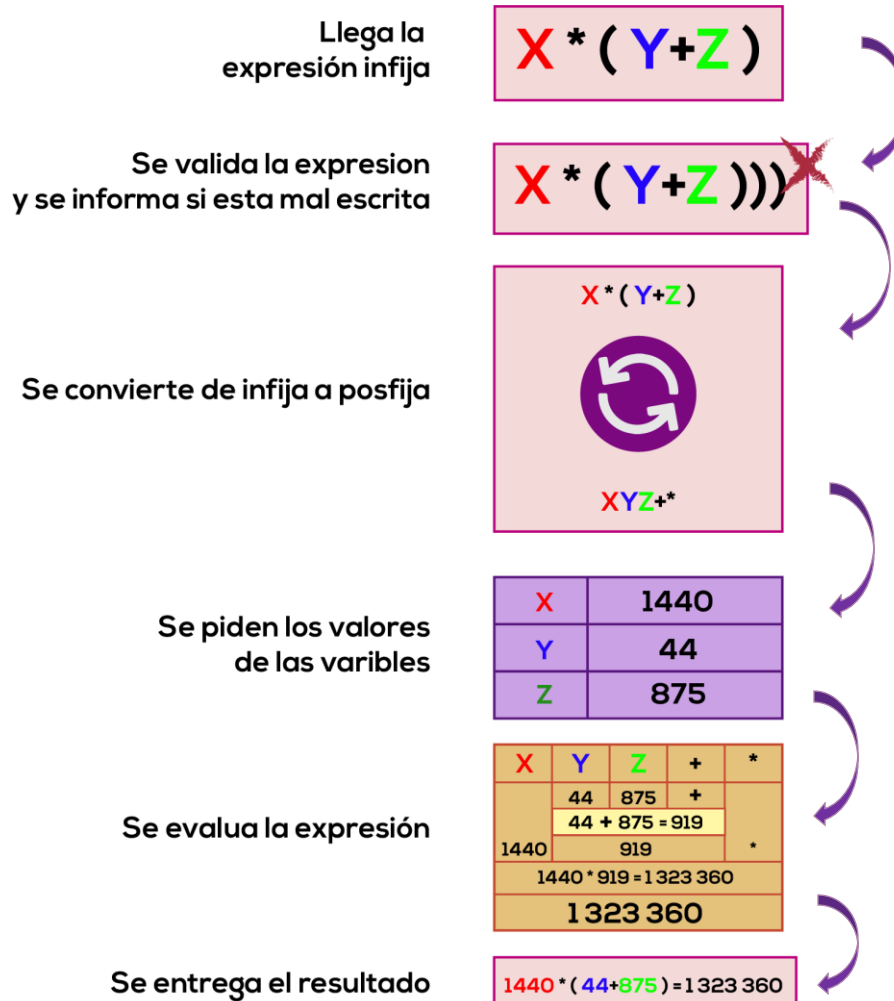 Llega la
expresión infija
X * ( Y+Z )
Se valida la expresion
y se informa si esta mal escrita
X * ( Y+Z )))
Se convierte de infija a posfija
X * ( Y+Z )
XYZ+*
Se piden los valores
de las varibles
X 1440
Y 44
Z 875
Se evalua la expresión
X Y Z + *
44 875 +
44 + 875 = 919
1440 919 *
1440 * 919 = 1 323 360
1 323 360
Se entrega el resultado
1440 * ( 44+875 ) = 1 323 360